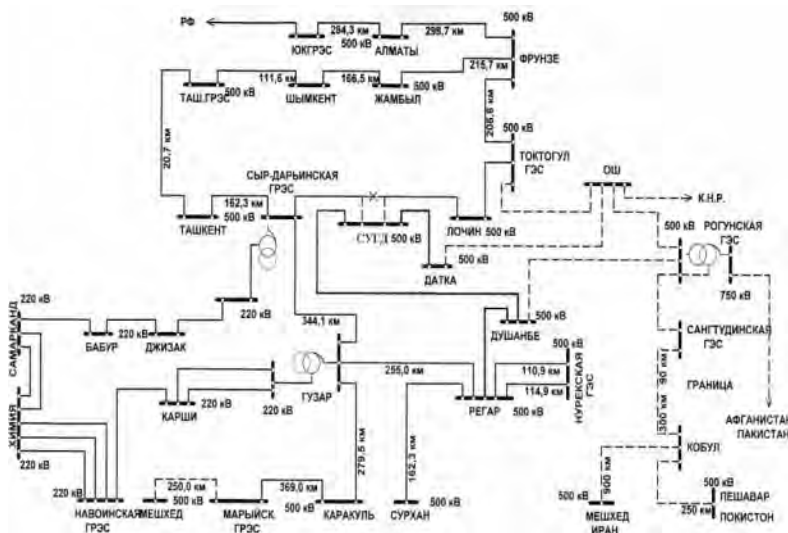 500 кВ
РФ
284,3 км
295,7 км
500 кВ
ЮКГРЭС
АЛМАТЫ
ФРУНЗЕ
111,6 км
166,5 км
215,7 км
500 кВ
500 кВ
ТАШ.ГРЭС
ШЫМКЕНТ
ЖАМБЫЛ
20,7 км
208,6 км
500 кВ
ТОКТОГУЛ
ГЭС
СЫР-ДАРЬИНСКАЯ
ГРЭС
162,3 км
ОШ
К.Н.Р.
ТАШКЕНТ
500 кВ
СУГД
500 кВ
ЛОЧИН
500 кВ
500 кВ
РОГУНСКАЯ
ГЭС
500 кВ
ДАТКА
750 кВ
220 кВ
220 кВ
САМАРКАНД
220 кВ
БАБУР
ДЖИЗАК
344,1 км
500 кВ
ДУШАНБЕ
САНГТУДИНСКАЯ
ГЭС
500 кВ
255,0 км
110,9 км
114,9 км
НУРЕКСКАЯ
ГЭС
90 км
ГРАНИЦА
300 км
ГУЗАР
КАРШИ
220 кВ
220 кВ
РЕГАР
500 кВ
АФГАНИСТАН
ПАКИСТАН
ХИМИЯ
220 кВ
279,5 км
162,3 км
КОБУЛ
900 км
220 кВ
250,0 км
369,0 км
500 кВ
500 кВ
500 кВ
500 кВ
500 кВ
ПЕШАВАР
250 км
ПОКИСТОН
НАВОИНСКАЯ
ГРЭС
МЕШХЕД
МАРЫЙСК.
ГРЭС
КАРАКУЛЬ
СУРХАН
МЕШХЕД
ИРАН